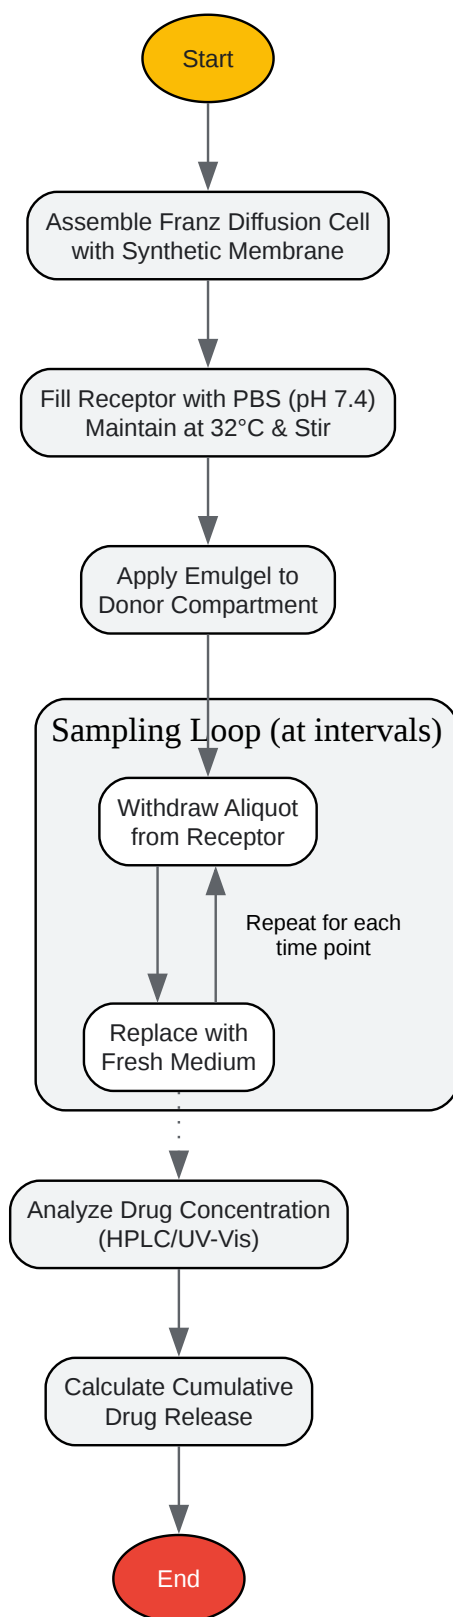 Start
Assemble Franz Diffusion Cell
with Synthetic Membrane
Fill Receptor with PBS (pH 7.4)
Maintain at 32°C & Stir
Apply Emulgel to
Donor Compartment
Sampling Loop (at intervals)
Withdraw Aliquot
from Receptor
Repeat for each
time point
Replace with
Fresh Medium
Analyze Drug Concentration
(HPLC/UV-Vis)
Calculate Cumulative
Drug Release
End